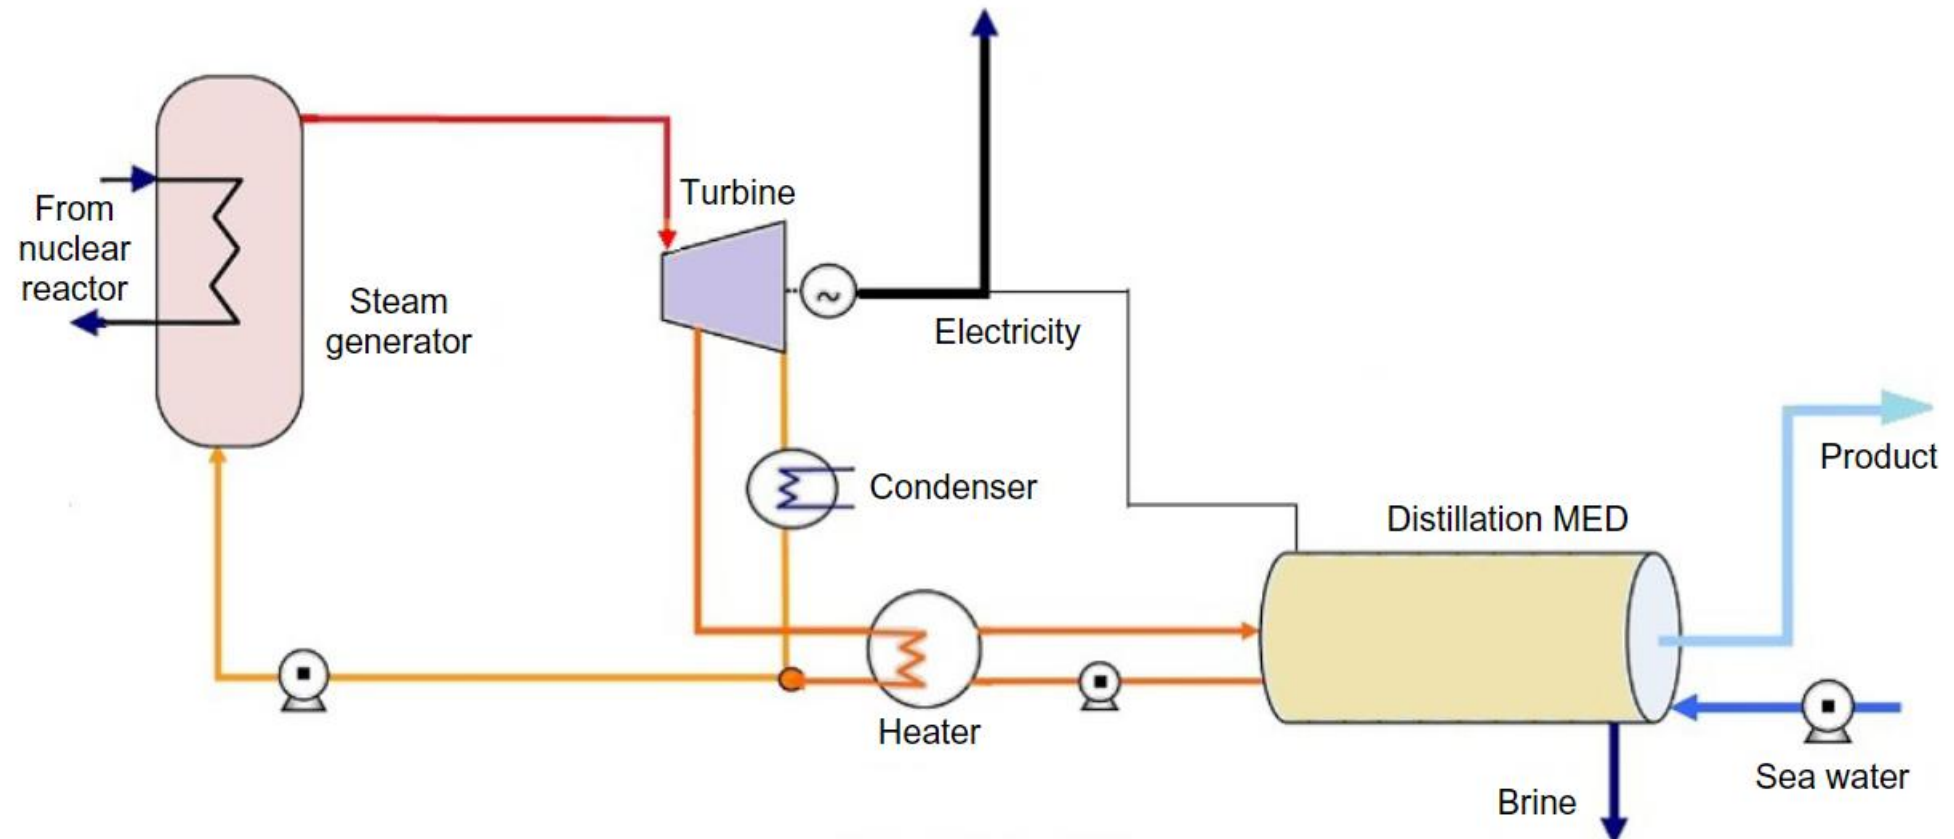 Turbine
From
nuclear
reactor
Steam
generator
~
Electricity
Condenser
Product
Distillation MED
Heater
Sea water
Brine